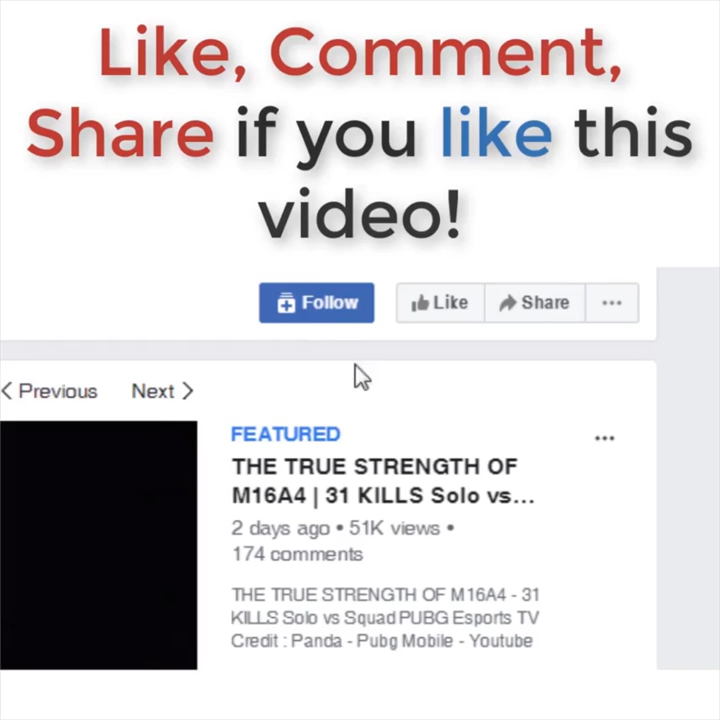 Like, Comment,
Share if you like this
video!
Follow Like Share ...
< Previous Next >
FEATURED ...
THE TRUE STRENGTH OF
M16A4 | 31 KILLS Solo vs...
2 days ago • 51K views •
174 comments
THE TRUE STRENGTH OF M16A4 - 31
KILLS Solo vs Squad PUBG Esports TV
Credit : Panda - Pubg Mobile - Youtube